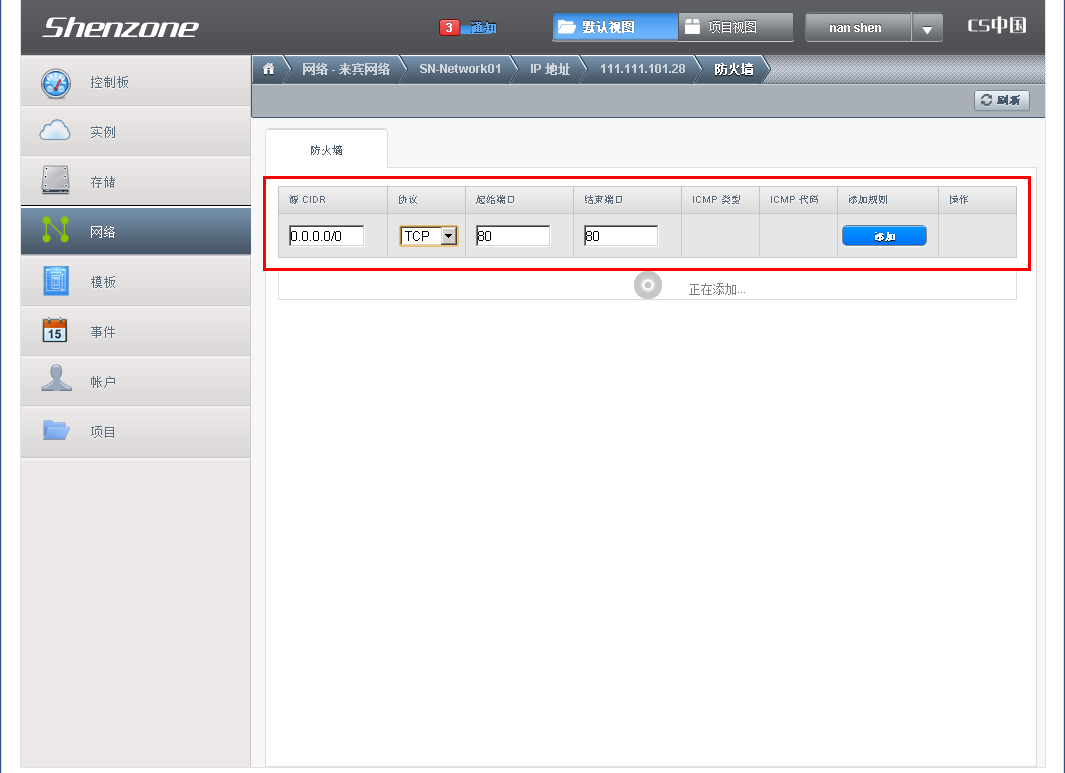 Shenzone
3 通知
默认视图 项目视图
nan shen
CS中国
网络 - 来宾网络 SN-Network01 IP 地址 111.111.101.28 防火墙
刷新
控制板
实例
存储
网络
模板
15 事件
帐户
项目
防火墙
源 CIDR 协议 起始端口 结束端口 ICMP 类型 ICMP 代码 添加规则 操作
0.0.0.0/0 TCP 80 80 添加
正在添加...